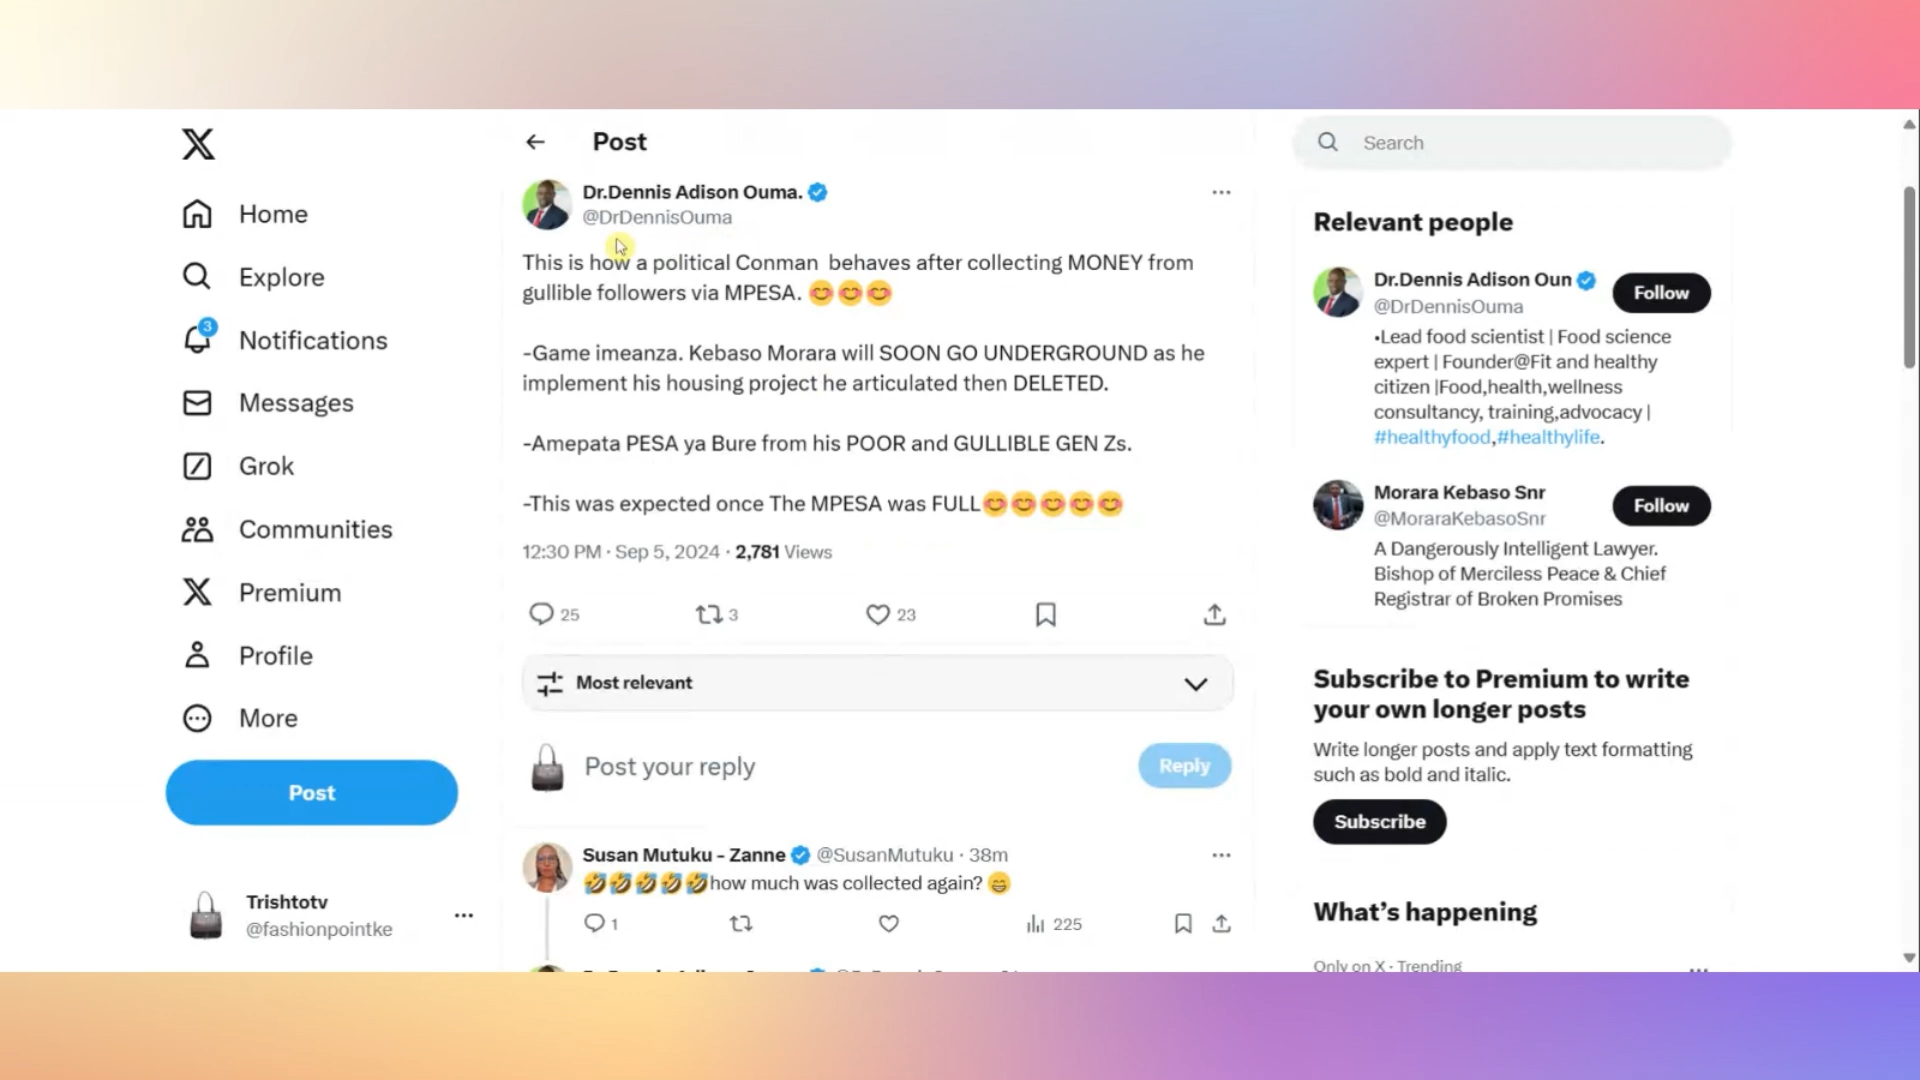 Home
Explore
3
Notifications
Messages
Grok
Communities
Premium
Profile
More
Post
Trishtotv
@fashionpointke
Post
Dr.Dennis Adison Ouma.
@DrDennisOuma
This is how a political Conman behaves after collecting MONEY from
gullible followers via MPESA. 😊😊😊
-Game imeanza. Kebaso Morara will SOON GO UNDERGROUND as he
implement his housing project he articulated then DELETED.
-Amepata PESA ya Bure from his POOR and GULLIBLE GEN Zs.
-This was expected once The MPESA was FULL😊😊😊😊😊
12:30 PM · Sep 5, 2024 · 2,781 Views
25 3 23
Most relevant
Post your reply
Reply
Susan Mutuku - Zanne @SusanMutuku · 38m
🤣🤣🤣🤣🤣how much was collected again? 😁
1 225
Search
Relevant people
Dr.Dennis Adison Oun
@DrDennisOuma
Follow
•Lead food scientist | Food science
expert | Founder@Fit and healthy
citizen |Food,health,wellness
consultancy, training,advocacy |
#healthyfood,#healthylife.
Morara Kebaso Snr
@MoraraKebasoSnr
Follow
A Dangerously Intelligent Lawyer.
Bishop of Merciless Peace & Chief
Registrar of Broken Promises
Subscribe to Premium to write
your own longer posts
Write longer posts and apply text formatting
such as bold and italic.
Subscribe
What's happening
Only on X · Trending